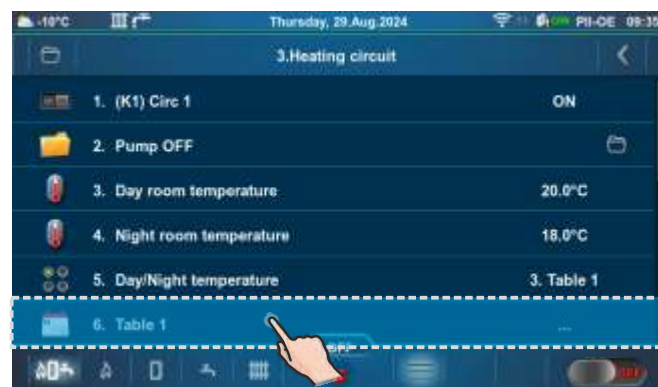 -10°C Thursday, 29.Aug.2024 PII-OE 09:35
3.Heating circuit
1. (K1) Circ 1 ON
2. Pump OFF
3. Day room temperature 20.0°C
4. Night room temperature 18.0°C
5. Day/Night temperature 3. Table 1
6. Table 1 ...
OFF